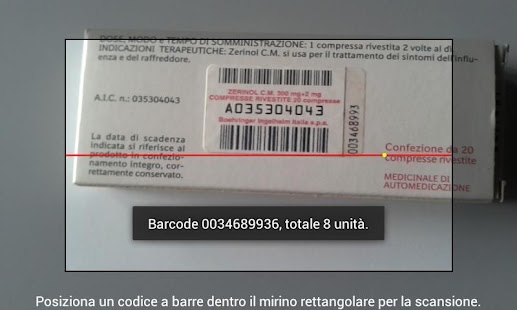 DOSE, MODO e TEMPO DI SOMMINISTRAZIONE: 1 compressa rivestita 2 volte al dì.
INDICAZIONI TERAPEUTICHE: Zerinol C.M. si usa per il trattamento dei sintomi dell'influ-
enza e del raffreddore.
ZERINOL C.M. 300 mg+2 mg
COMPRESSE RIVESTITE 20 compresse
A.I.C. n.: 035304043
A035304043
Boehringer Ingelheim Italia s.p.a.
003468993
La data di scadenza
indicata si riferisce al
prodotto in confezio-
namento integro, cor-
rettamente conservato.
Confezione da 20
compresse rivestite
MEDICINALE DI
AUTOMEDICAZIONE
Barcode 0034689936, totale 8 unità.
Posiziona un codice a barre dentro il mirino rettangolare per la scansione.